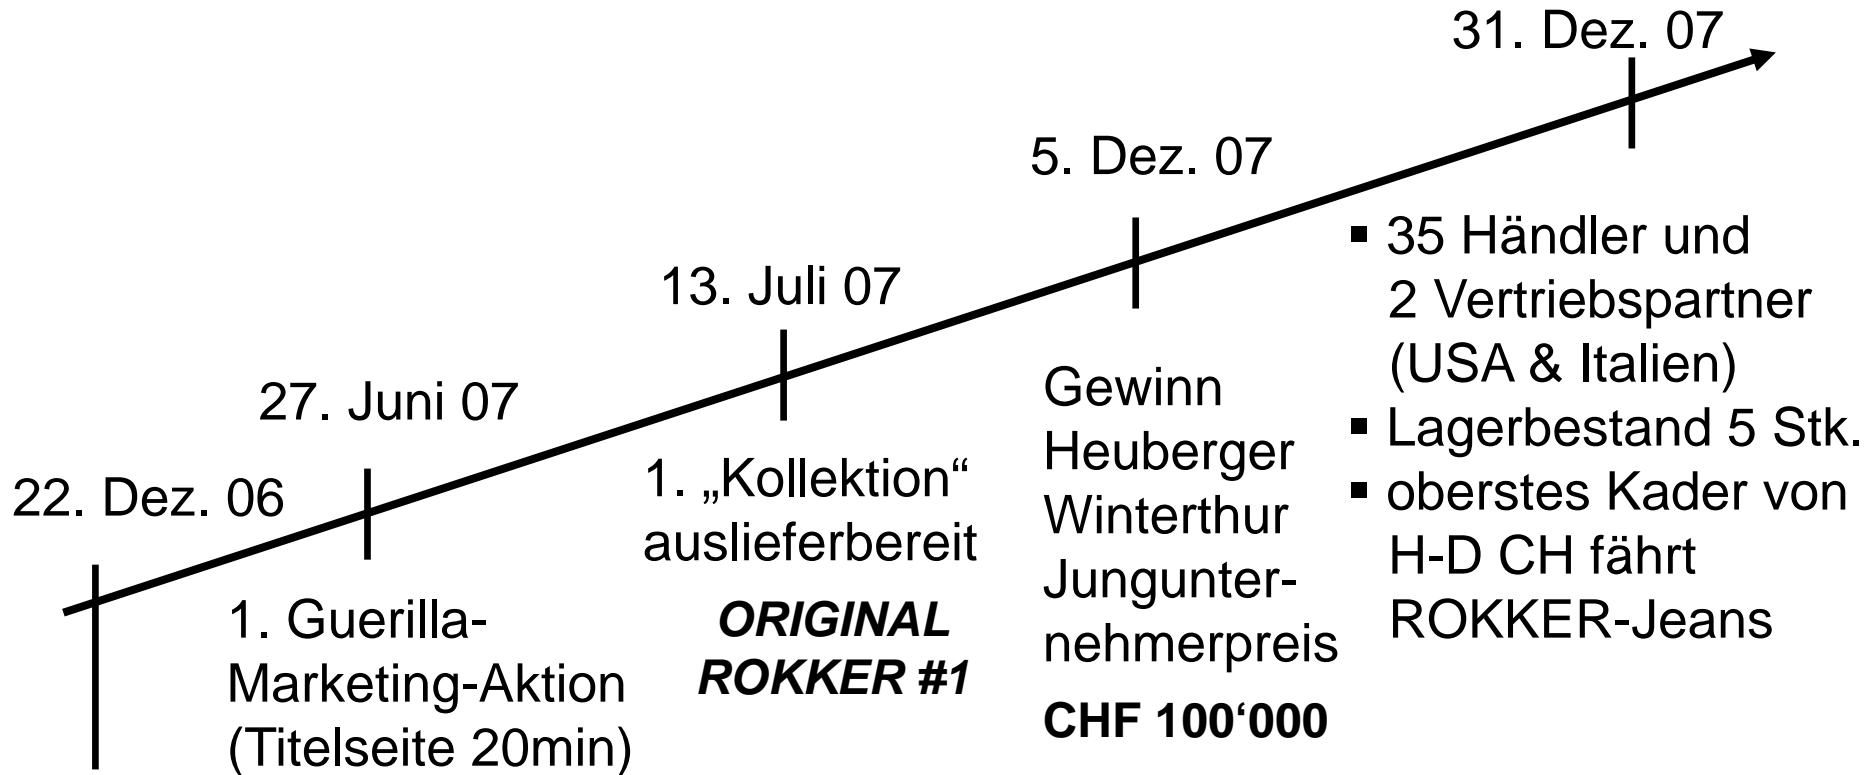 22. Dez. 06
27. Juni 07
1. Guerilla-
Marketing-Aktion
(Titelseite 20min)
13. Juli 07
1. „Kollektion“
auslieferbereit
ORIGINAL
ROKKER #1
5. Dez. 07
Gewinn
Heuberger
Winterthur
Jungunter-
nehmerpreis
CHF 100‘000
31. Dez. 07
▪ 35 Händler und
2 Vertriebspartner
(USA & Italien)
▪ Lagerbestand 5 Stk.
▪ oberstes Kader von
H-D CH fährt
ROKKER-Jeans